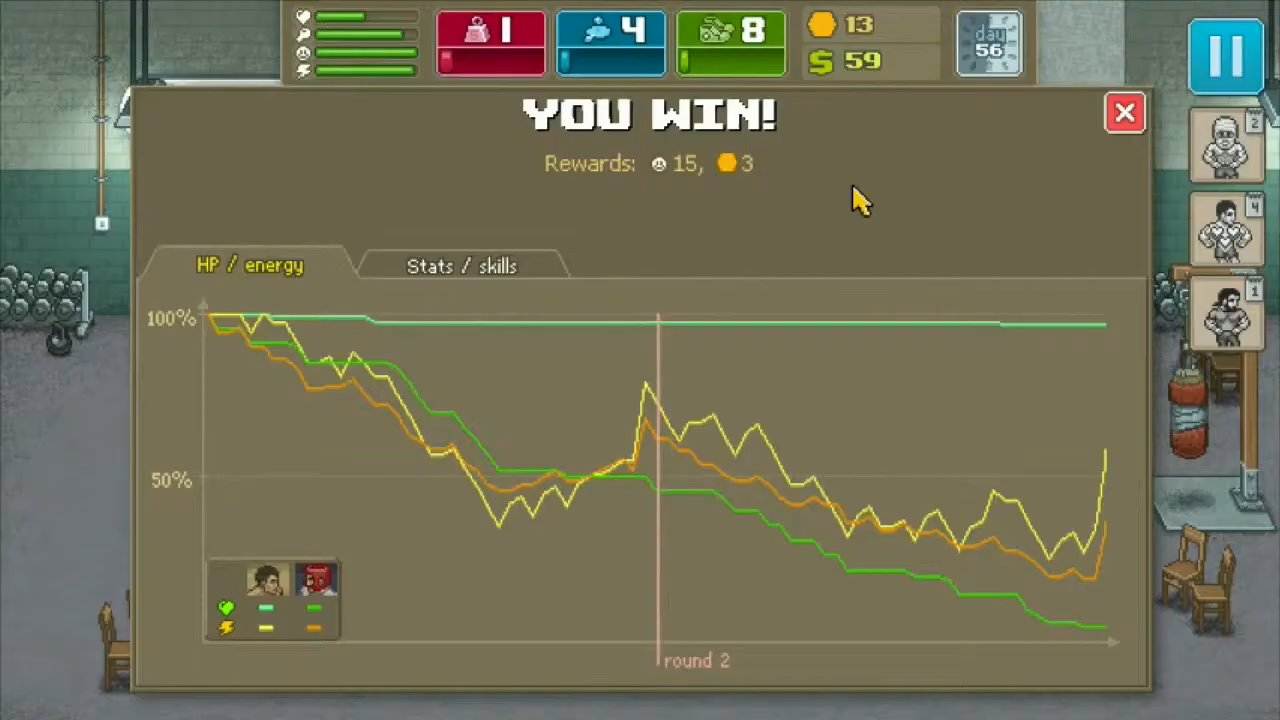 1
4
8
13
59
day
56
YOU WIN!
Rewards: 15, 3
2
4
1
HP / energy
Stats / skills
100%
50%
round 2